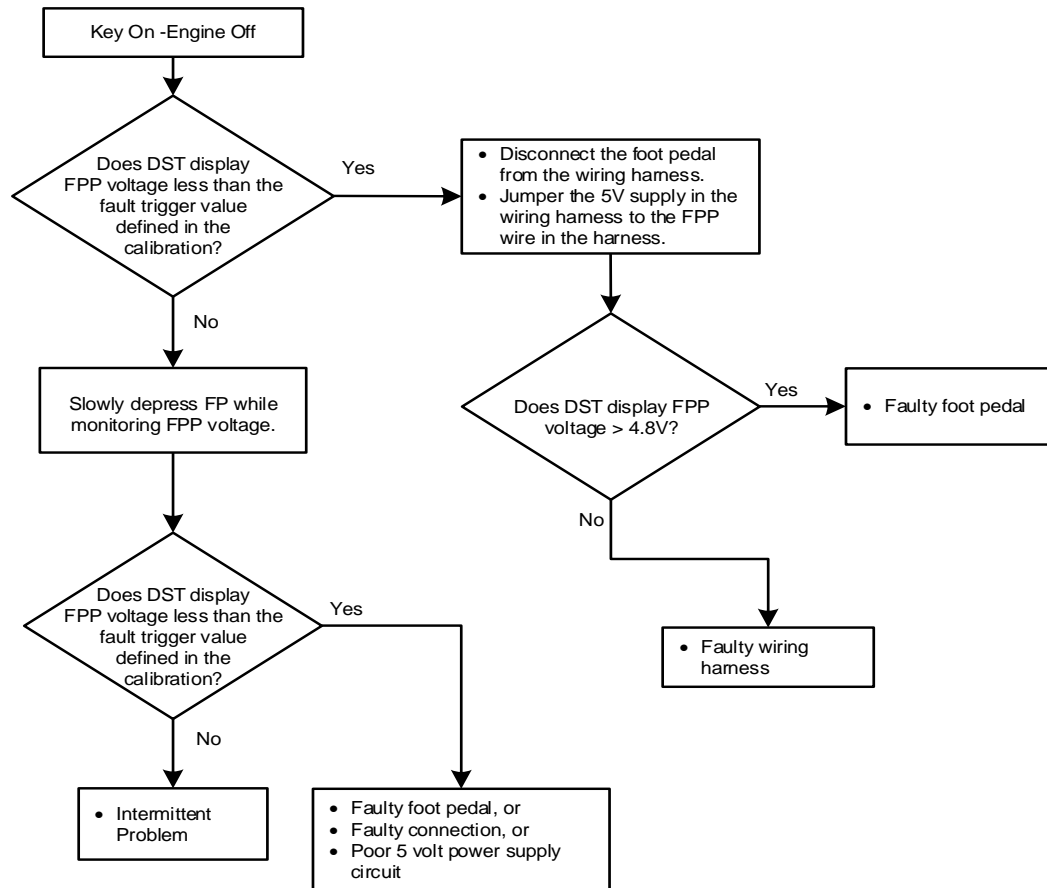 Key On -Engine Off
Does DST display
FPP voltage less than the
fault trigger value
defined in the
calibration?
Yes
• Disconnect the foot pedal
from the wiring harness.
• Jumper the 5V supply in the
wiring harness to the FPP
wire in the harness.
No
Slowly depress FP while
monitoring FPP voltage.
Does DST display FPP
voltage > 4.8V?
Yes
• Faulty foot pedal
No
• Faulty wiring
harness
Does DST display
FPP voltage less than the
fault trigger value
defined in the
calibration?
Yes
No
• Intermittent
Problem
• Faulty foot pedal, or
• Faulty connection, or
• Poor 5 volt power supply
circuit